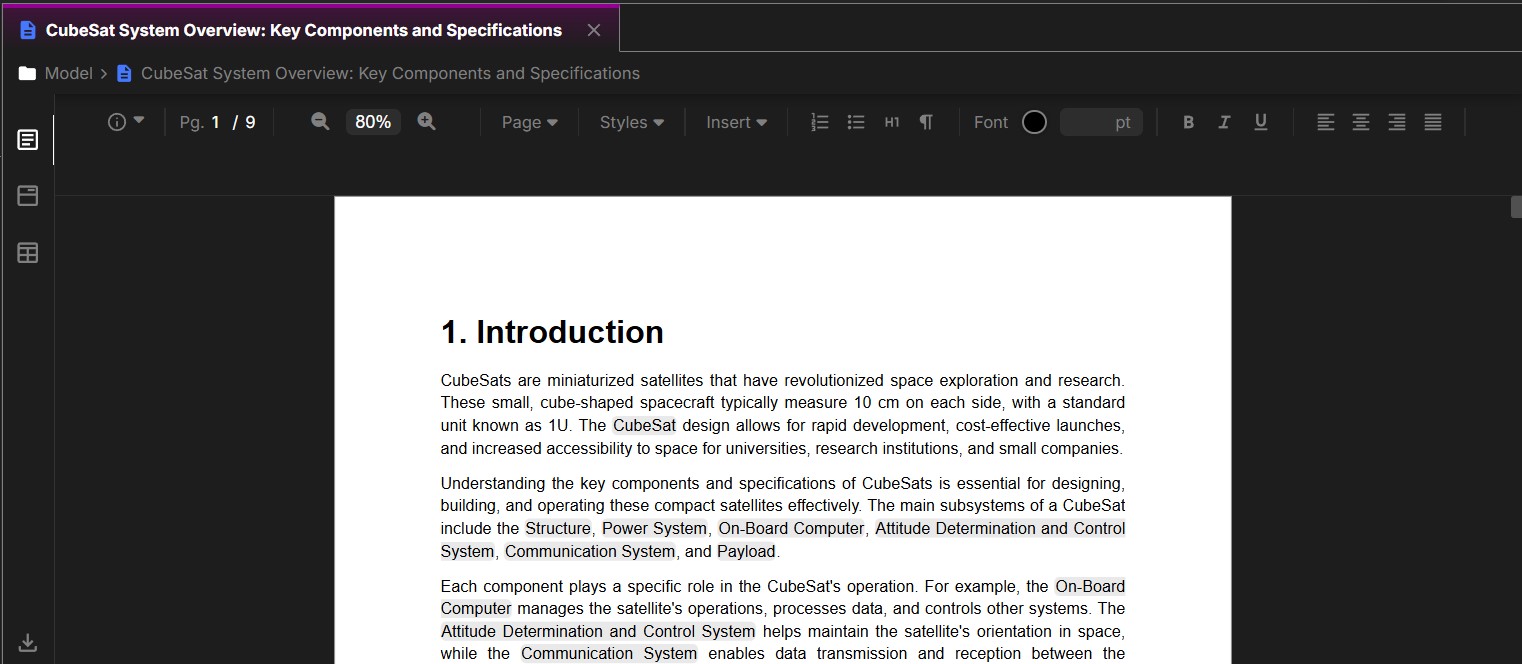 CubeSat System Overview: Key Components and Specifications
Model > CubeSat System Overview: Key Components and Specifications
Pg. 1 / 9 80% Page Styles Insert H1 ¶ Font pt B I U
1. Introduction
CubeSats are miniaturized satellites that have revolutionized space exploration and research.
These small, cube-shaped spacecraft typically measure 10 cm on each side, with a standard
unit known as 1U. The CubeSat design allows for rapid development, cost-effective launches,
and increased accessibility to space for universities, research institutions, and small companies.
Understanding the key components and specifications of CubeSats is essential for designing,
building, and operating these compact satellites effectively. The main subsystems of a CubeSat
include the Structure, Power System, On-Board Computer, Attitude Determination and Control
System, Communication System, and Payload.
Each component plays a specific role in the CubeSat's operation. For example, the On-Board
Computer manages the satellite's operations, processes data, and controls other systems. The
Attitude Determination and Control System helps maintain the satellite's orientation in space,
while the Communication System enables data transmission and reception between the